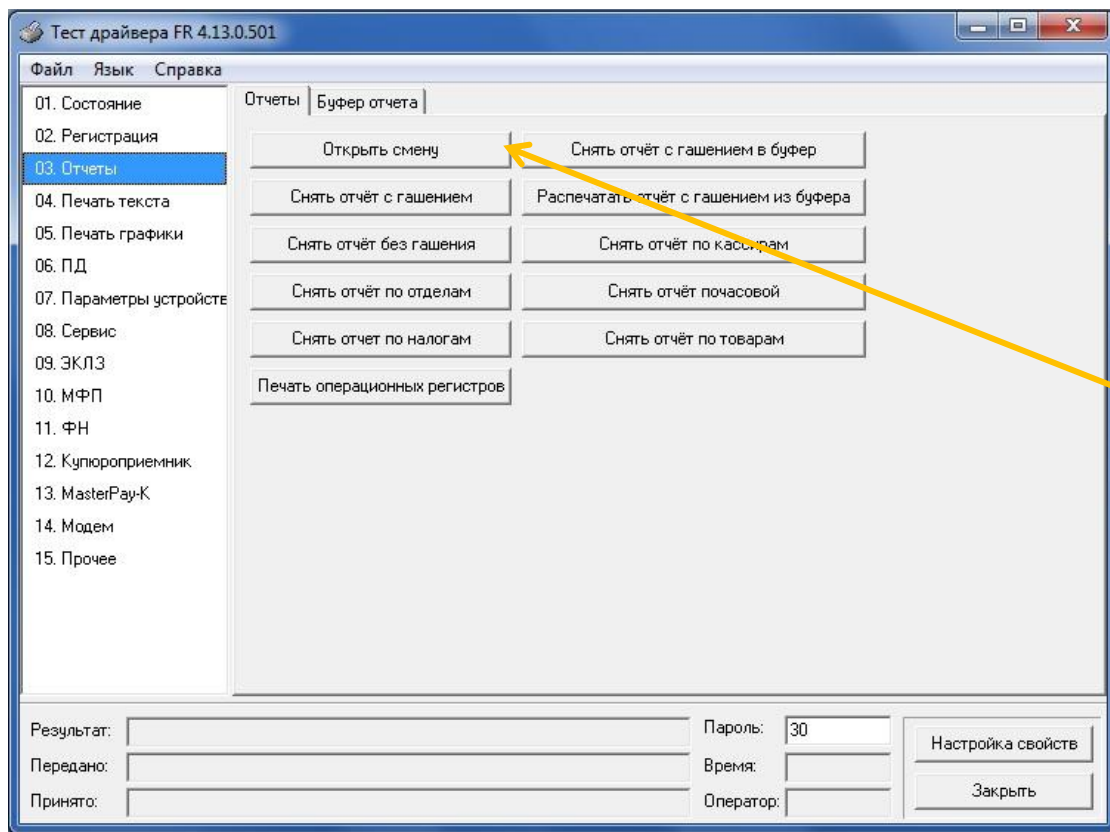 Тест драйвера FR 4.13.0.501
Файл Язык Справка
01. Состояние
02. Регистрация
03. Отчеты
04. Печать текста
05. Печать графики
06. ПД
07. Параметры устройств
08. Сервис
09. ЭКЛЗ
10. МФП
11. ФН
12. Купюроприемник
13. MasterPay-K
14. Модем
15. Прочее
Отчеты Буфер отчета
Открыть смену Снять отчёт с гашением в буфер
Снять отчёт с гашением Распечатать отчёт с гашением из буфера
Снять отчёт без гашения Снять отчёт по кассирам
Снять отчёт по отделам Снять отчёт почасовой
Снять отчет по налогам Снять отчёт по товарам
Печать операционных регистров
Результат: Пароль: 30 Настройка свойств
Передано: Время:
Принято: Оператор: Закрыть